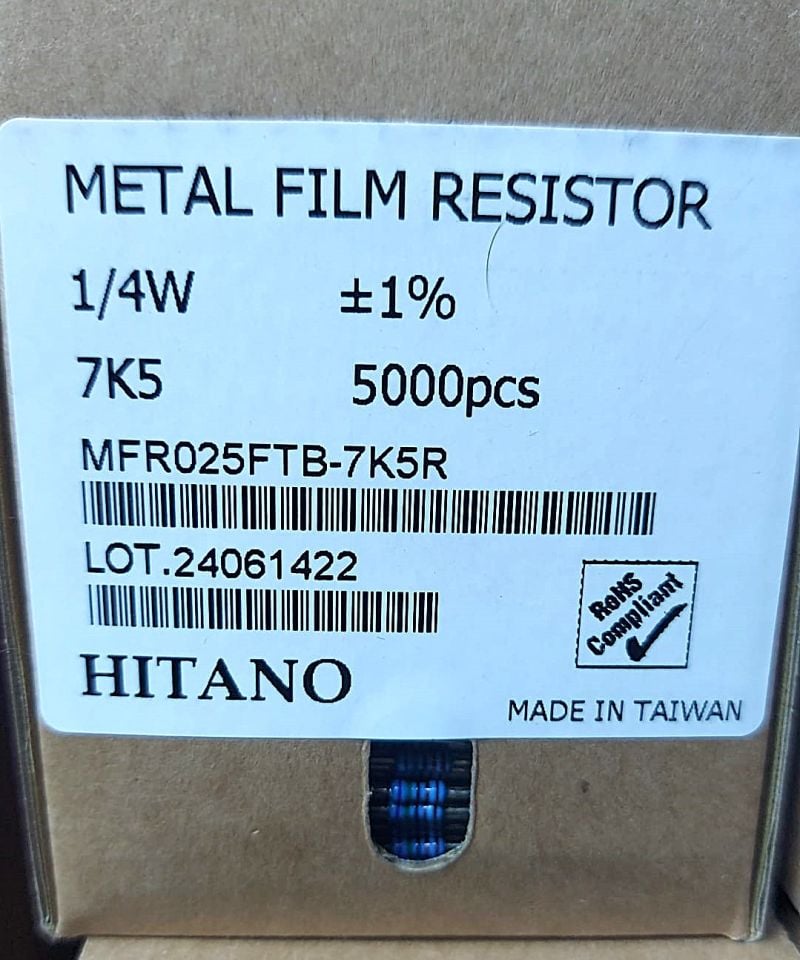 METAL FILM RESISTOR
1/4W ±1%
7K5 5000pcs
MFR025FTB-7K5R
LOT.24061422
RoHS
Compliant
HITANO
MADE IN TAIWAN